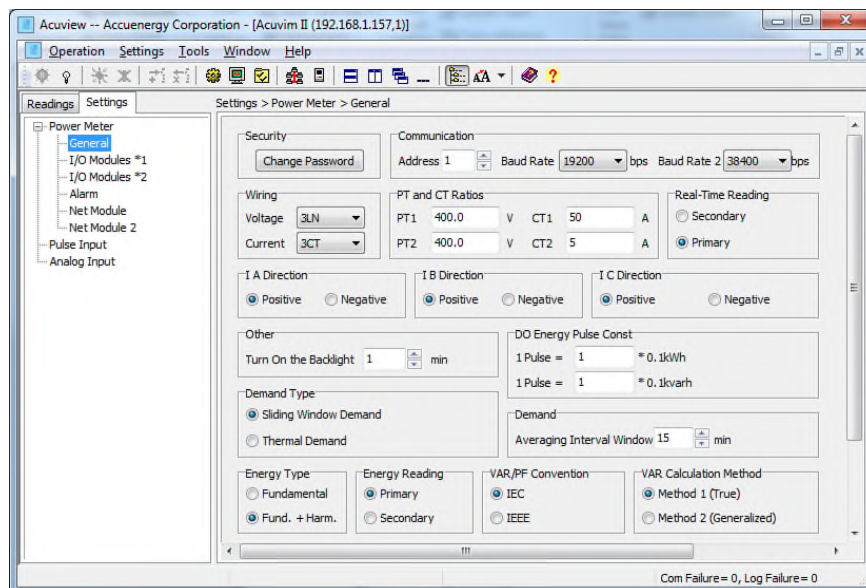 Acuview -- Accuenergy Corporation - [Acuvim II (192.168.1.157,1)]
Operation Settings Tools Window Help
Readings Settings
Settings > Power Meter > General
Power Meter
General
I/O Modules *1
I/O Modules *2
Alarm
Net Module
Net Module 2
Pulse Input
Analog Input
Security
Change Password
Communication
Address 1 Baud Rate 19200 bps Baud Rate 2 38400 bps
Wiring
Voltage 3LN
Current 3CT
PT and CT Ratios
PT1 400.0 V CT1 50 A
PT2 400.0 V CT2 5 A
Real-Time Reading
Secondary
Primary
I A Direction
Positive Negative
I B Direction
Positive Negative
I C Direction
Positive Negative
Other
Turn On the Backlight 1 min
DO Energy Pulse Const
1 Pulse = 1 * 0.1kWh
1 Pulse = 1 * 0.1kvarh
Demand Type
Sliding Window Demand
Thermal Demand
Demand
Averaging Interval Window 15 min
Energy Type
Fundamental
Fund. + Harm.
Energy Reading
Primary
Secondary
VAR/PF Convention
IEC
IEEE
VAR Calculation Method
Method 1 (True)
Method 2 (Generalized)
Com Failure= 0, Log Failure= 0